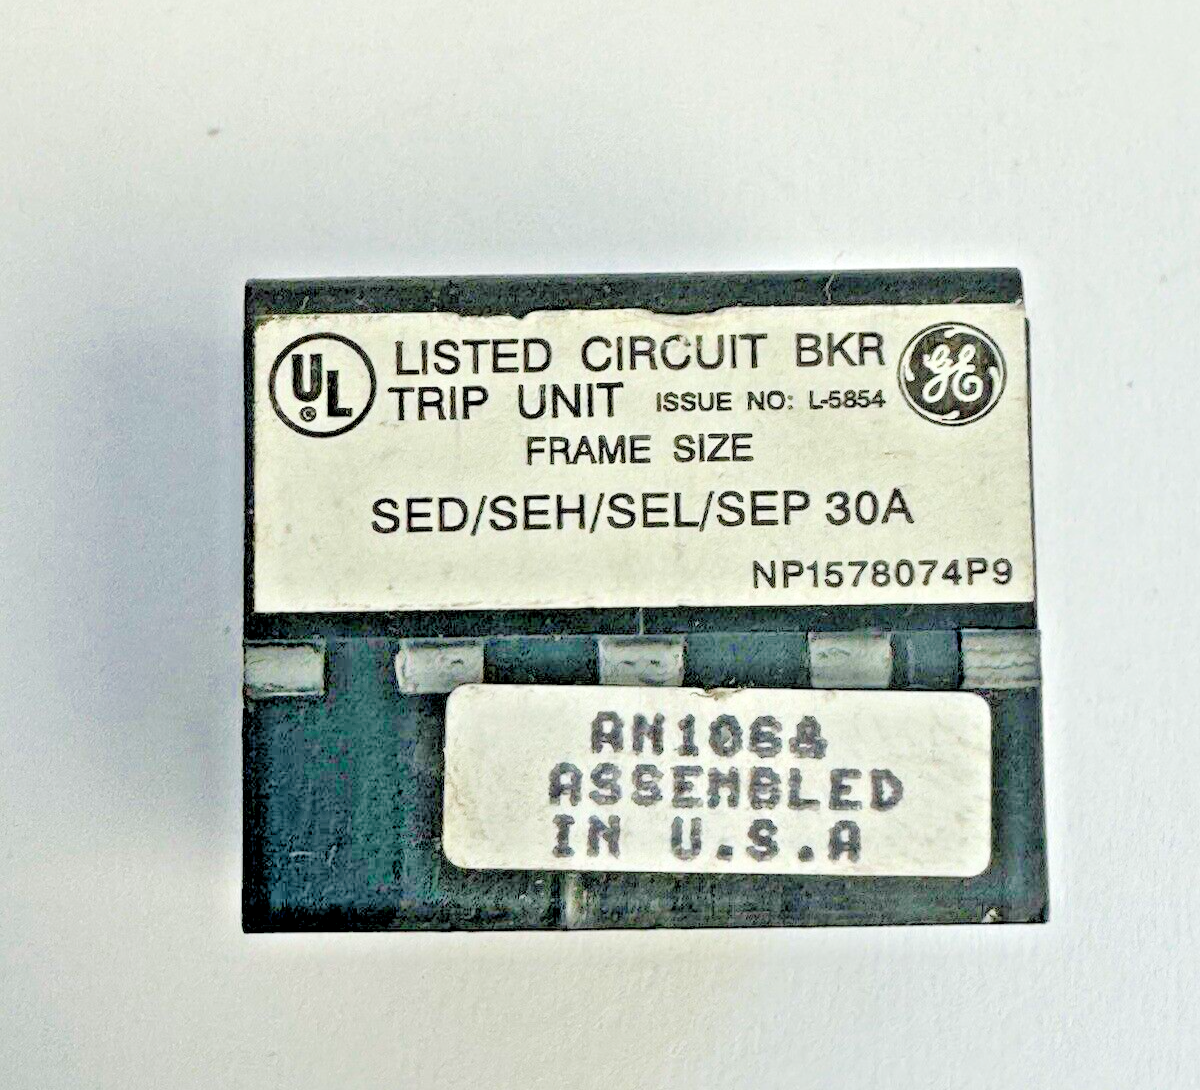 UL
C
LISTED CIRCUIT BKR
TRIP UNIT ISSUE NO: L-5854
GE
FRAME SIZE
SED/SEH/SEL/SEP 30A
NP1578074P9
ASSEMBLED
IN U.S.A